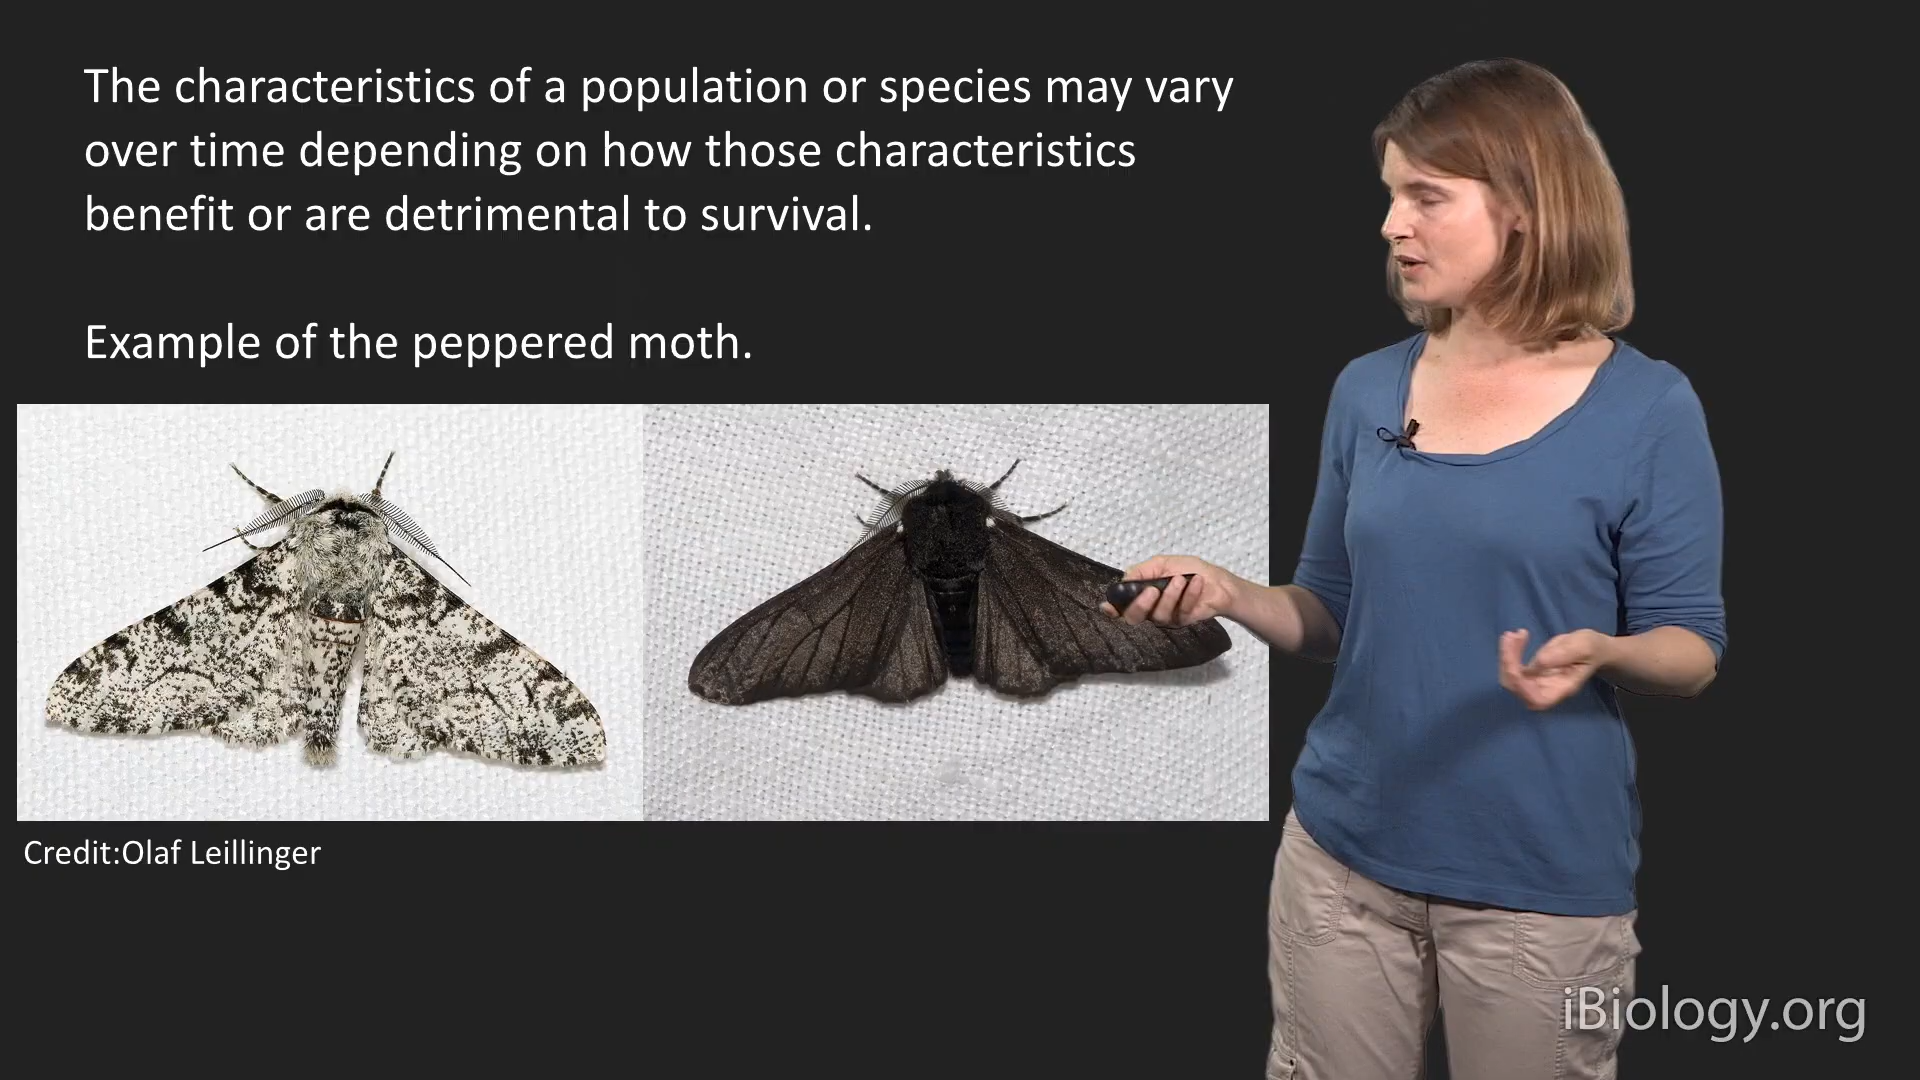 The characteristics of a population or species may vary
over time depending on how those characteristics
benefit or are detrimental to survival.
Example of the peppered moth.
Credit:Olaf Leillinger
iBiology.org